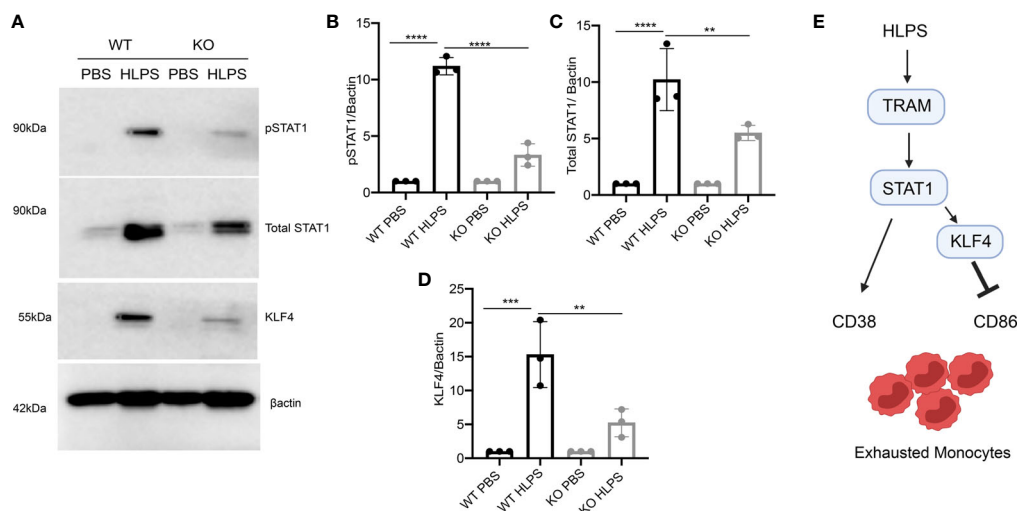 A
WT KO
PBS HLPS PBS HLPS
90kDa pSTAT1
90kDa Total STAT1
55kDa KLF4
42kDa βactin
B
**** ****
pSTAT1/Bactin
15
10
5
0
WT PBS
WT HLPS
KO PBS
KO HLPS
C
**** **
Total STAT1/ Bactin
15
10
5
0
WT PBS
WT HLPS
KO PBS
KO HLPS
D
*** **
KLF4/Bactin
25
20
15
10
5
0
WT PBS
WT HLPS
KO PBS
KO HLPS
E
HLPS
TRAM
STAT1
KLF4
CD38 CD86
Exhausted Monocytes